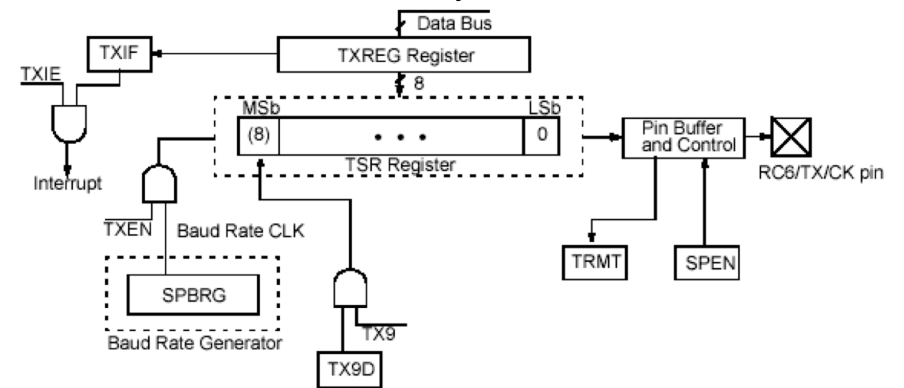 Data Bus
TXIF
TXREG Register
TXIE
8
MSb
LSb
(8)
• • •
0
Pin Buffer
and Control
TSR Register
Interrupt
RC6/TX/CK pin
TXEN
Baud Rate CLK
TRMT
SPEN
SPBRG
TX9
Baud Rate Generator
TX9D